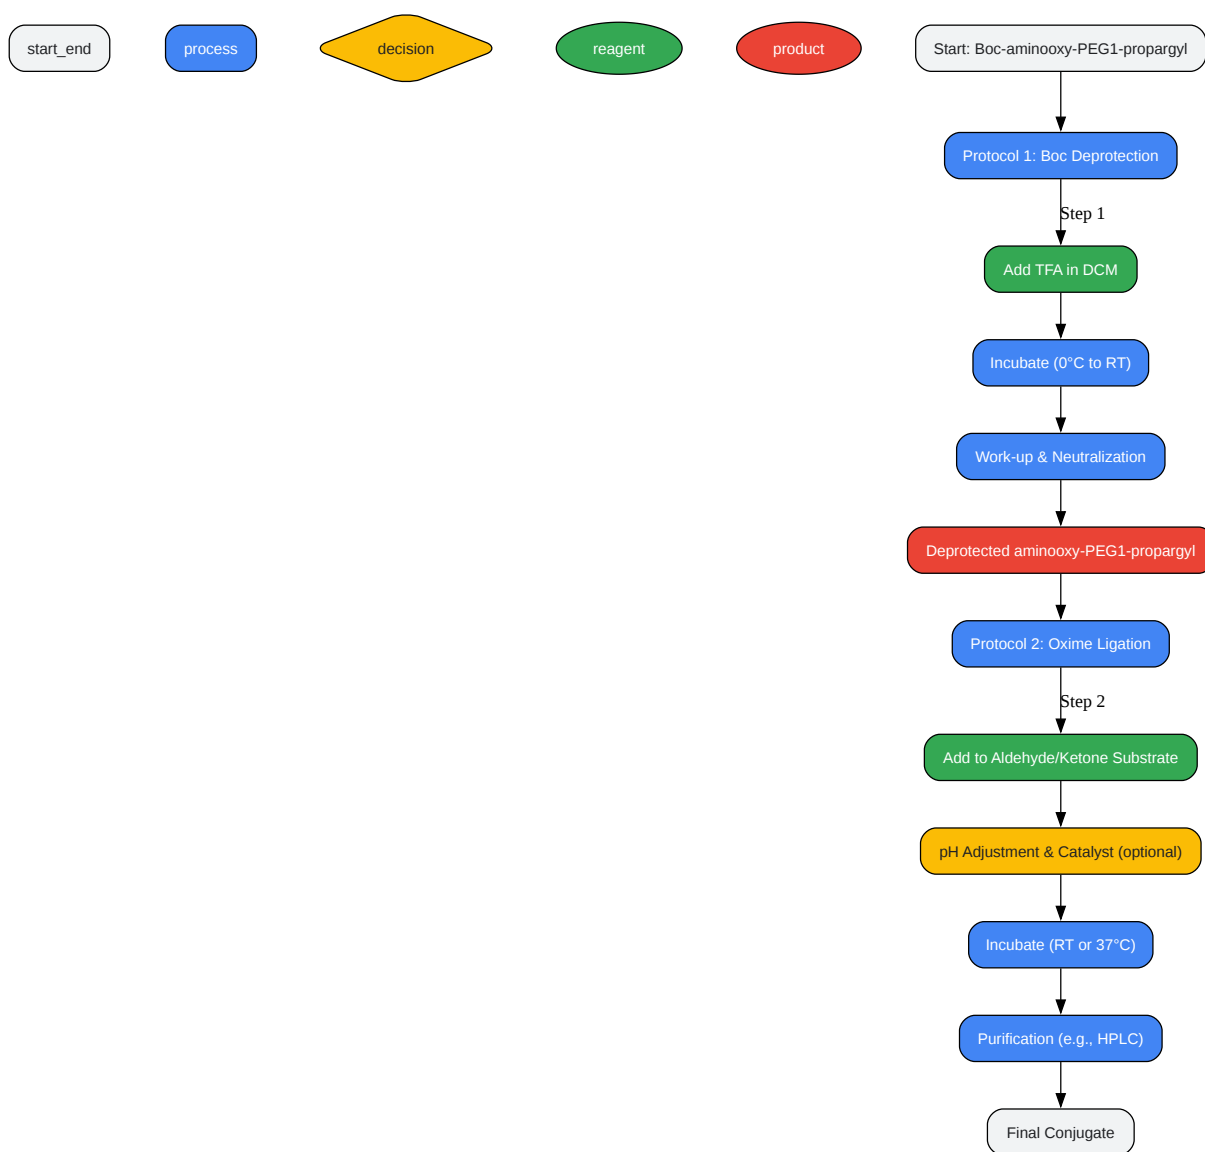 start_end
process
decision
reagent
product
Start: Boc-aminooxy-PEG1-propargyl
Protocol 1: Boc Deprotection
Step 1
Add TFA in DCM
Incubate (0°C to RT)
Work-up & Neutralization
Deprotected aminooxy-PEG1-propargyl
Protocol 2: Oxime Ligation
Step 2
Add to Aldehyde/Ketone Substrate
pH Adjustment & Catalyst (optional)
Incubate (RT or 37°C)
Purification (e.g., HPLC)
Final Conjugate